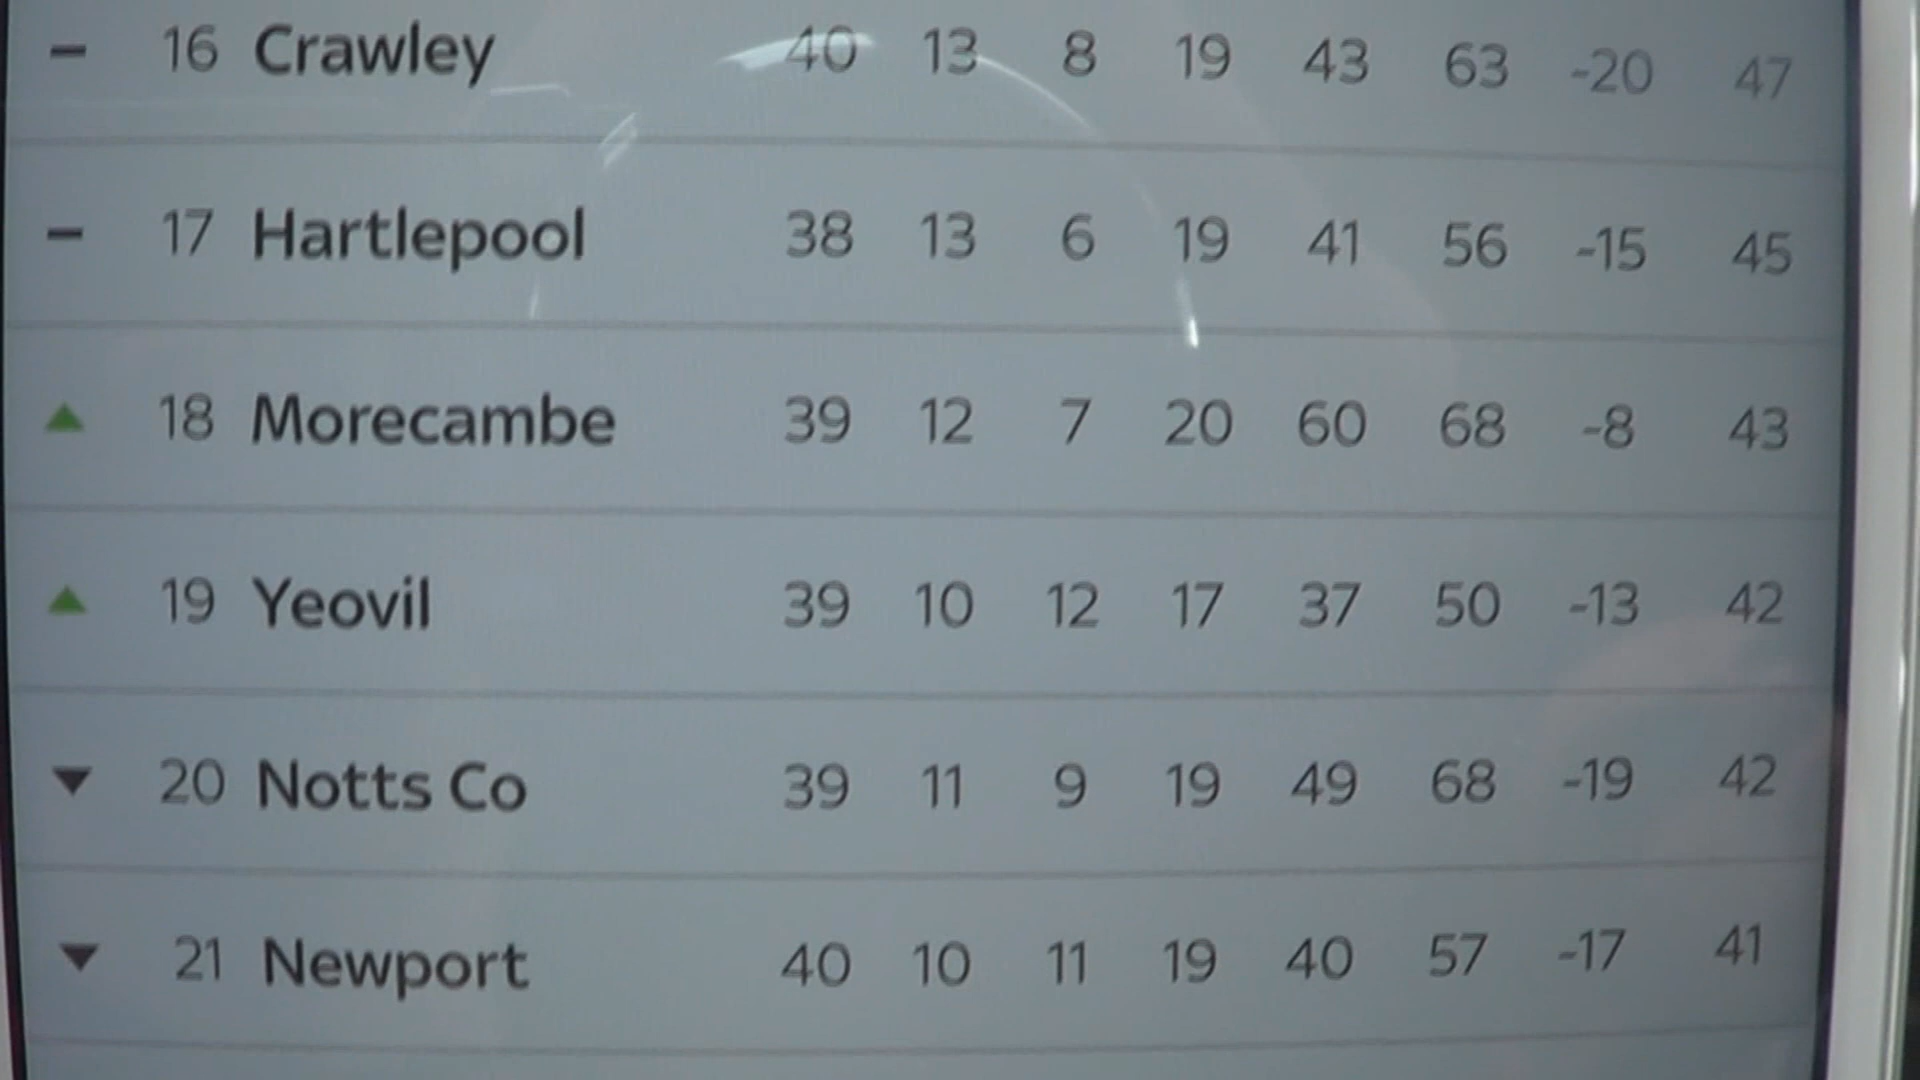 16 Crawley 40 13 8 19 43 63 -20 47
17 Hartlepool 38 13 6 19 41 56 -15 45
18 Morecambe 39 12 7 20 60 68 -8 43
19 Yeovil 39 10 12 17 37 50 -13 42
20 Notts Co 39 11 9 19 49 68 -19 42
21 Newport 40 10 11 19 40 57 -17 41